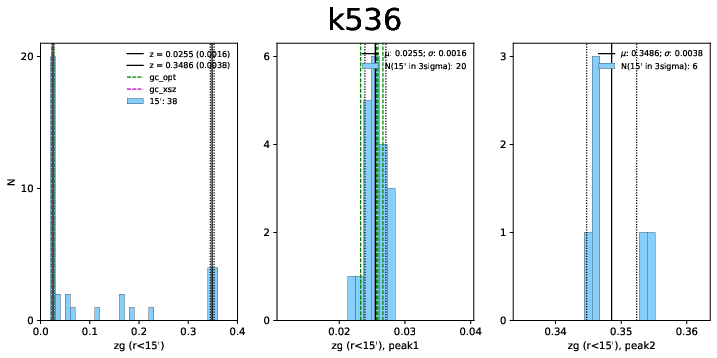 k536
z = 0.0255 (0.0016)
z = 0.3486 (0.0038)
gc_opt
gc_xsz
15': 38
μ: 0.0255; σ: 0.0016
N(15' in 3sigma): 20
μ: 0.3486; σ: 0.0038
N(15' in 3sigma): 6
N
20
10
0
0.0 0.1 0.2 0.3 0.4
zg (r<15')
6
4
2
0
0.02 0.03 0.04
zg (r<15'), peak1
3
2
1
0
0.34 0.35 0.36
zg (r<15'), peak2